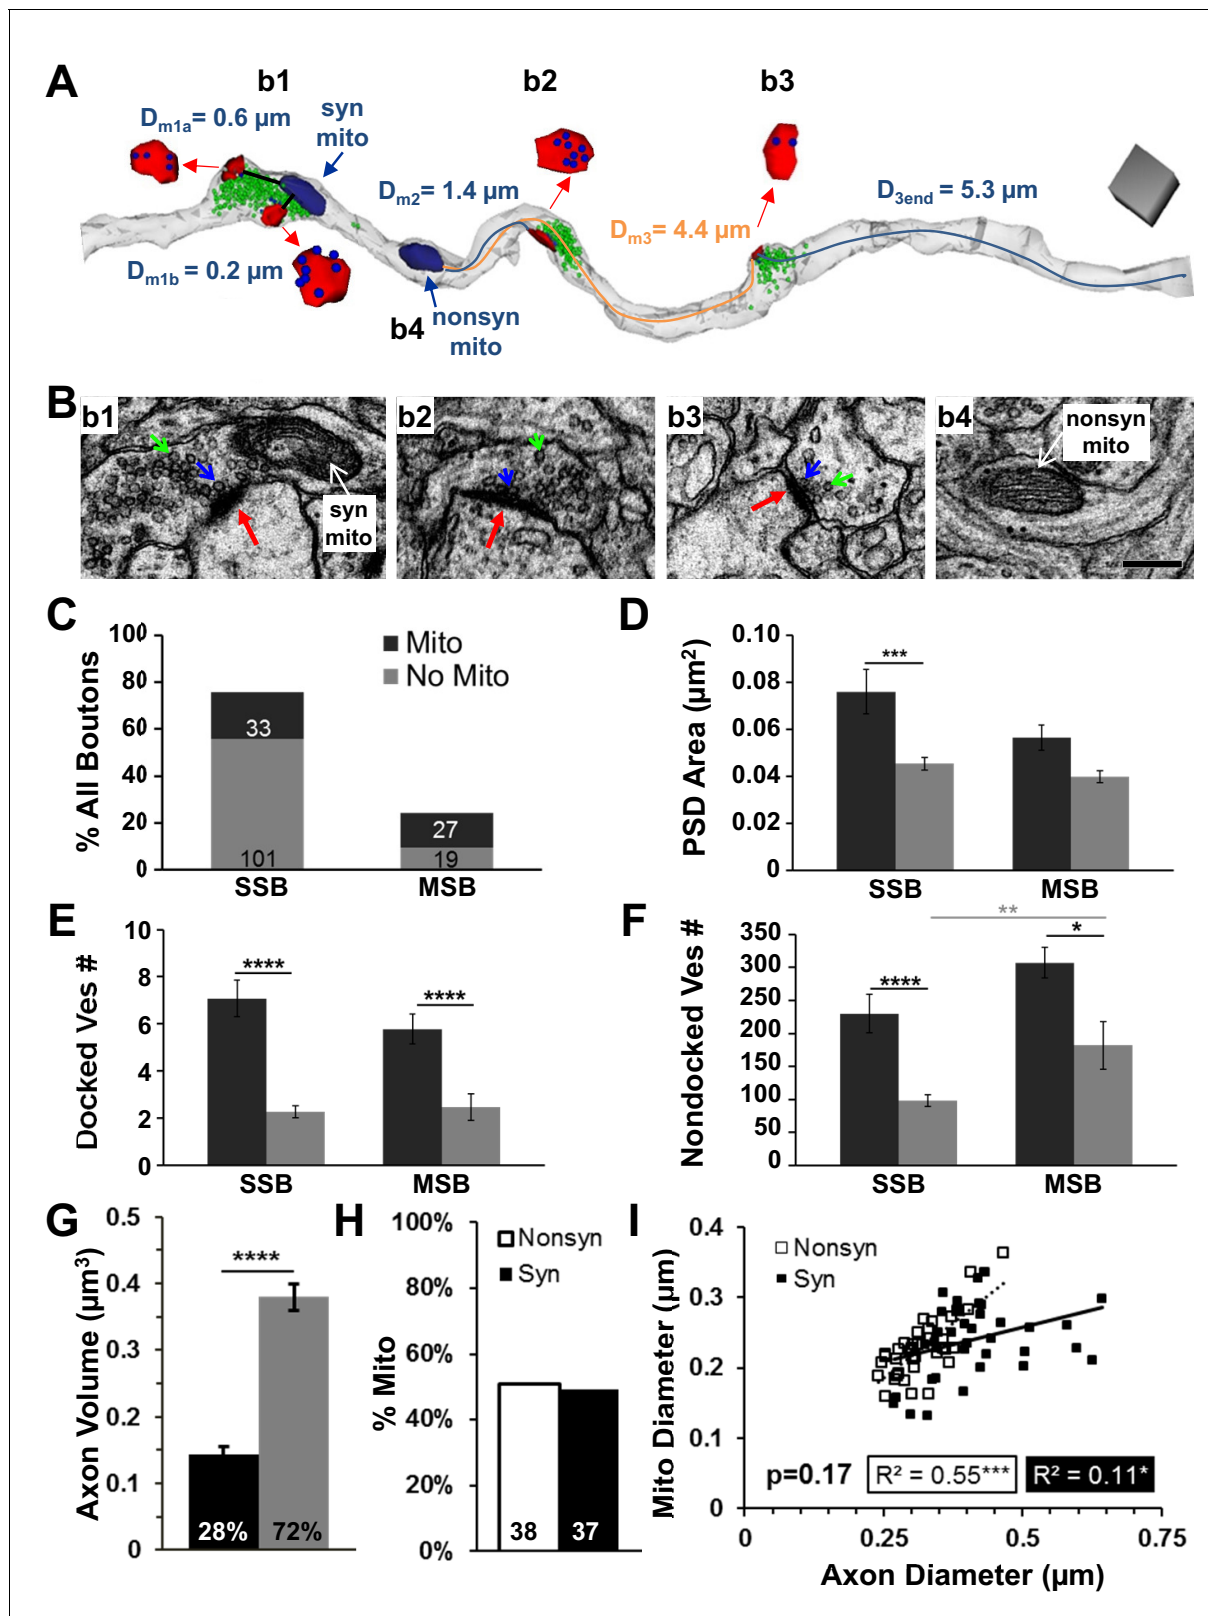 A
b1
b2
b3
D_m1a= 0.6 µm
syn
mito
D_m2= 1.4 µm
D_m3= 4.4 µm
D_3end = 5.3 µm
D_m1b = 0.2 µm
b4
nonsyn
mito
B
b1
b2
b3
b4
syn
mito
nonsyn
mito
C
% All Boutons
100
80
60
40
20
0
Mito
No Mito
33
101
27
19
SSB
MSB
D
PSD Area (µm²)
0.10
0.08
0.06
0.04
0.02
0
***
SSB
MSB
E
Docked Ves #
10
8
6
4
2
0
****
****
SSB
MSB
F
Nondocked Ves #
350
300
250
200
150
100
50
0
****
**
*
SSB
MSB
G
Axon Volume (µm³)
0.5
0.4
0.3
0.2
0.1
0
****
28%
72%
H
% Mito
100%
80%
60%
40%
20%
0%
Nonsyn
Syn
38
37
I
Mito Diameter (µm)
0.4
0.3
0.2
0.1
0
Nonsyn
Syn
p=0.17
R² = 0.55***
R² = 0.11*
0
0.25
0.5
0.75
Axon Diameter (µm)